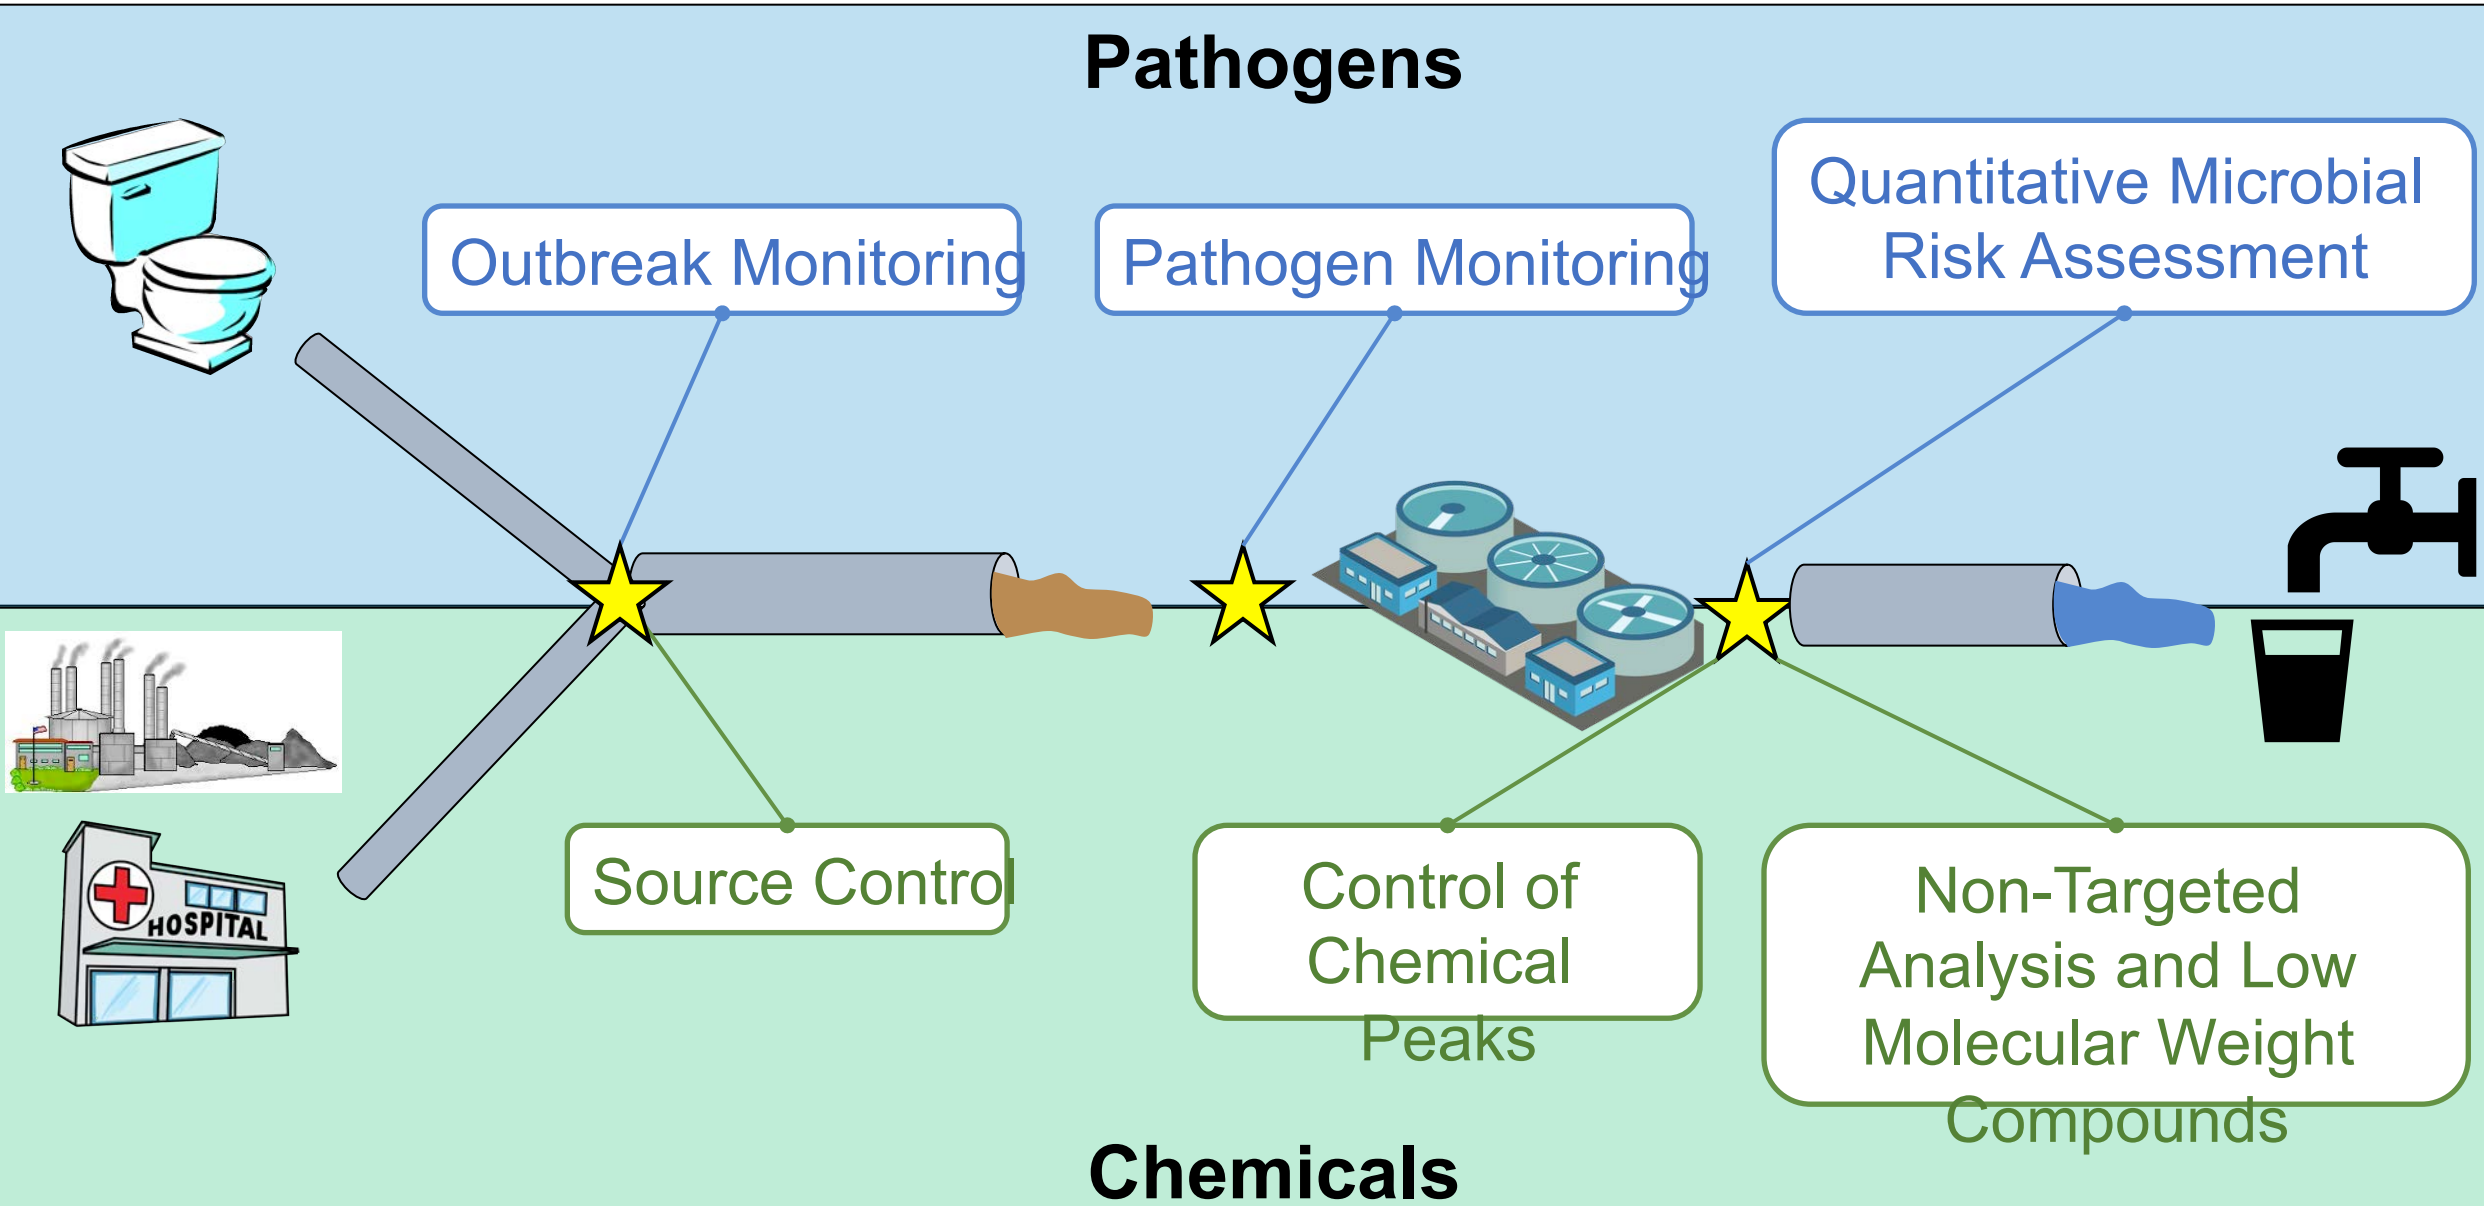 Pathogens
Quantitative Microbial
Risk Assessment
Outbreak Monitoring
Pathogen Monitoring
HOSPITAL
Source Control
Control of
Chemical
Peaks
Non-Targeted
Analysis and Low
Molecular Weight
Compounds
Chemicals